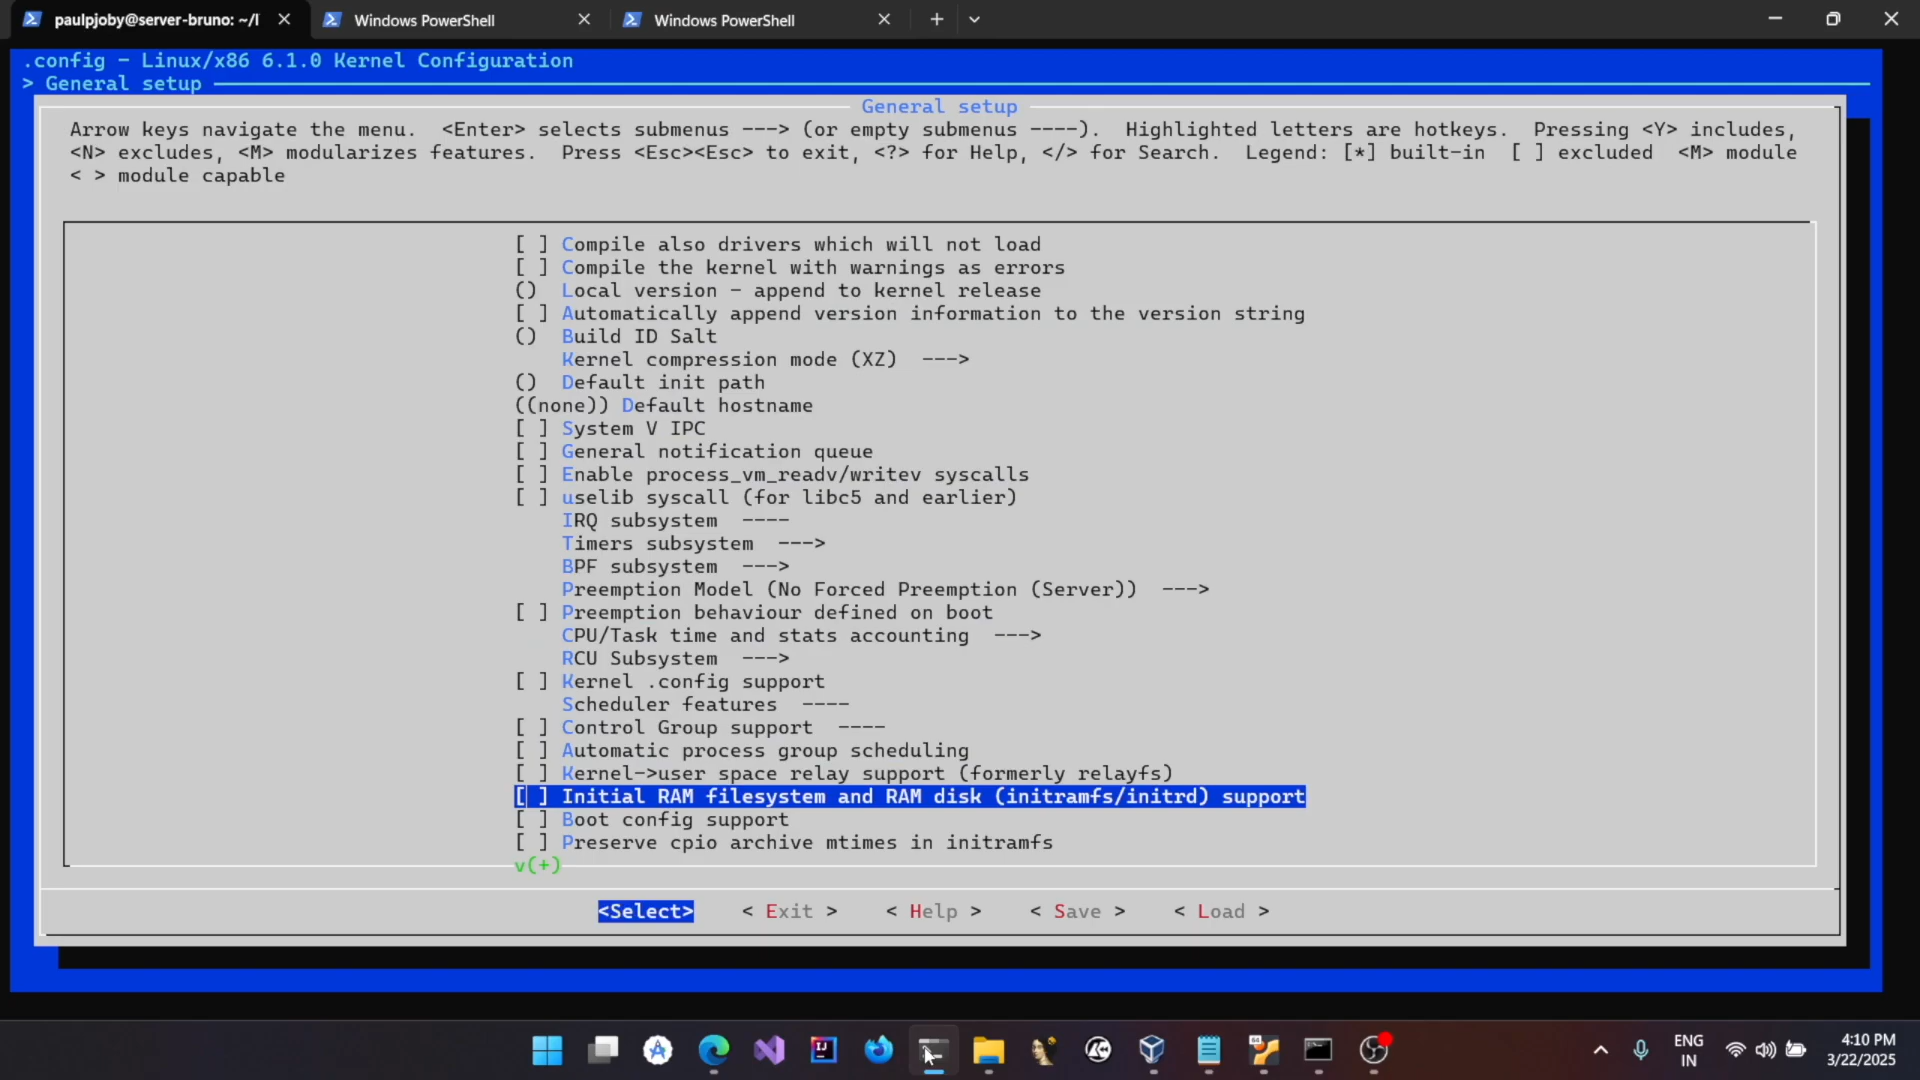 paulpjoby@server-bruno: ~/l
Windows PowerShell
Windows PowerShell
.config - Linux/x86 6.1.0 Kernel Configuration
> General setup
General setup
Arrow keys navigate the menu.  <Enter> selects submenus ---> (or empty submenus ----).  Highlighted letters are hotkeys.  Pressing <Y> includes,
<N> excludes, <M> modularizes features.  Press <Esc><Esc> to exit, <?> for Help, </> for Search.  Legend: [*] built-in  [ ] excluded  <M> module
< > module capable
[ ] Compile also drivers which will not load
[ ] Compile the kernel with warnings as errors
()  Local version - append to kernel release
[ ] Automatically append version information to the version string
()  Build ID Salt
Kernel compression mode (XZ)  --->
()  Default init path
((none)) Default hostname
[ ] System V IPC
[ ] General notification queue
[ ] Enable process_vm_readv/writev syscalls
[ ] uselib syscall (for libc5 and earlier)
IRQ subsystem  ----
Timers subsystem  --->
BPF subsystem  --->
Preemption Model (No Forced Preemption (Server))  --->
[ ] Preemption behaviour defined on boot
CPU/Task time and stats accounting  --->
RCU Subsystem  --->
[ ] Kernel .config support
Scheduler features  ----
[ ] Control Group support  ----
[ ] Automatic process group scheduling
[ ] Kernel->user space relay support (formerly relayfs)
[ ] Initial RAM filesystem and RAM disk (initramfs/initrd) support
[ ] Boot config support
[ ] Preserve cpio archive mtimes in initramfs
v(+)
<Select>    < Exit >    < Help >    < Save >    < Load >
ENG
IN
4:10 PM
3/22/2025